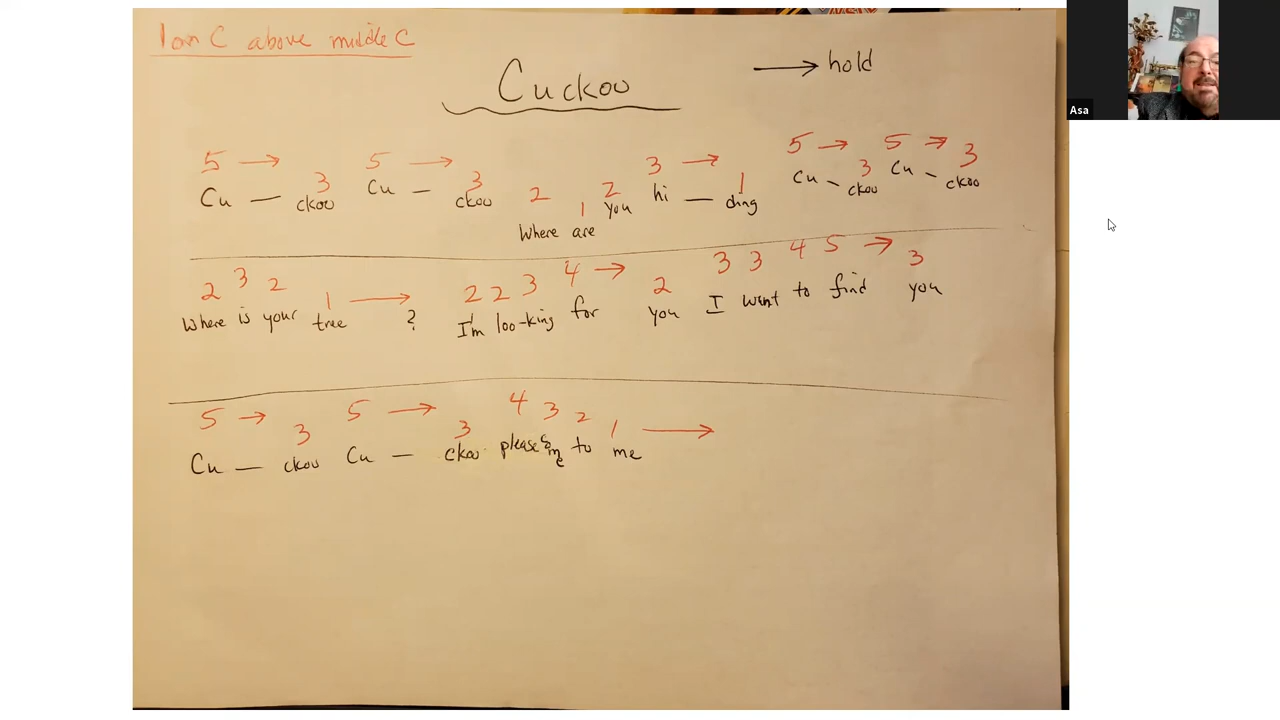 1 on C above middle C
Cuckoo
→ hold
5 → 3 5 → 3 2 1 2 3 → 1 5 → 3 5 → 3
Cu — ckoo Cu — ckoo Where are you hi — ding Cu - ckoo Cu - ckoo
2 3 2 1 → 2 2 3 4 → 2 3 3 4 5 → 3
Where is your tree ? I'm loo-king for you I want to find you
5 → 3 5 → 3 4 3 2 1 →
Cu — ckoo Cu — ckoo please to me
Asa